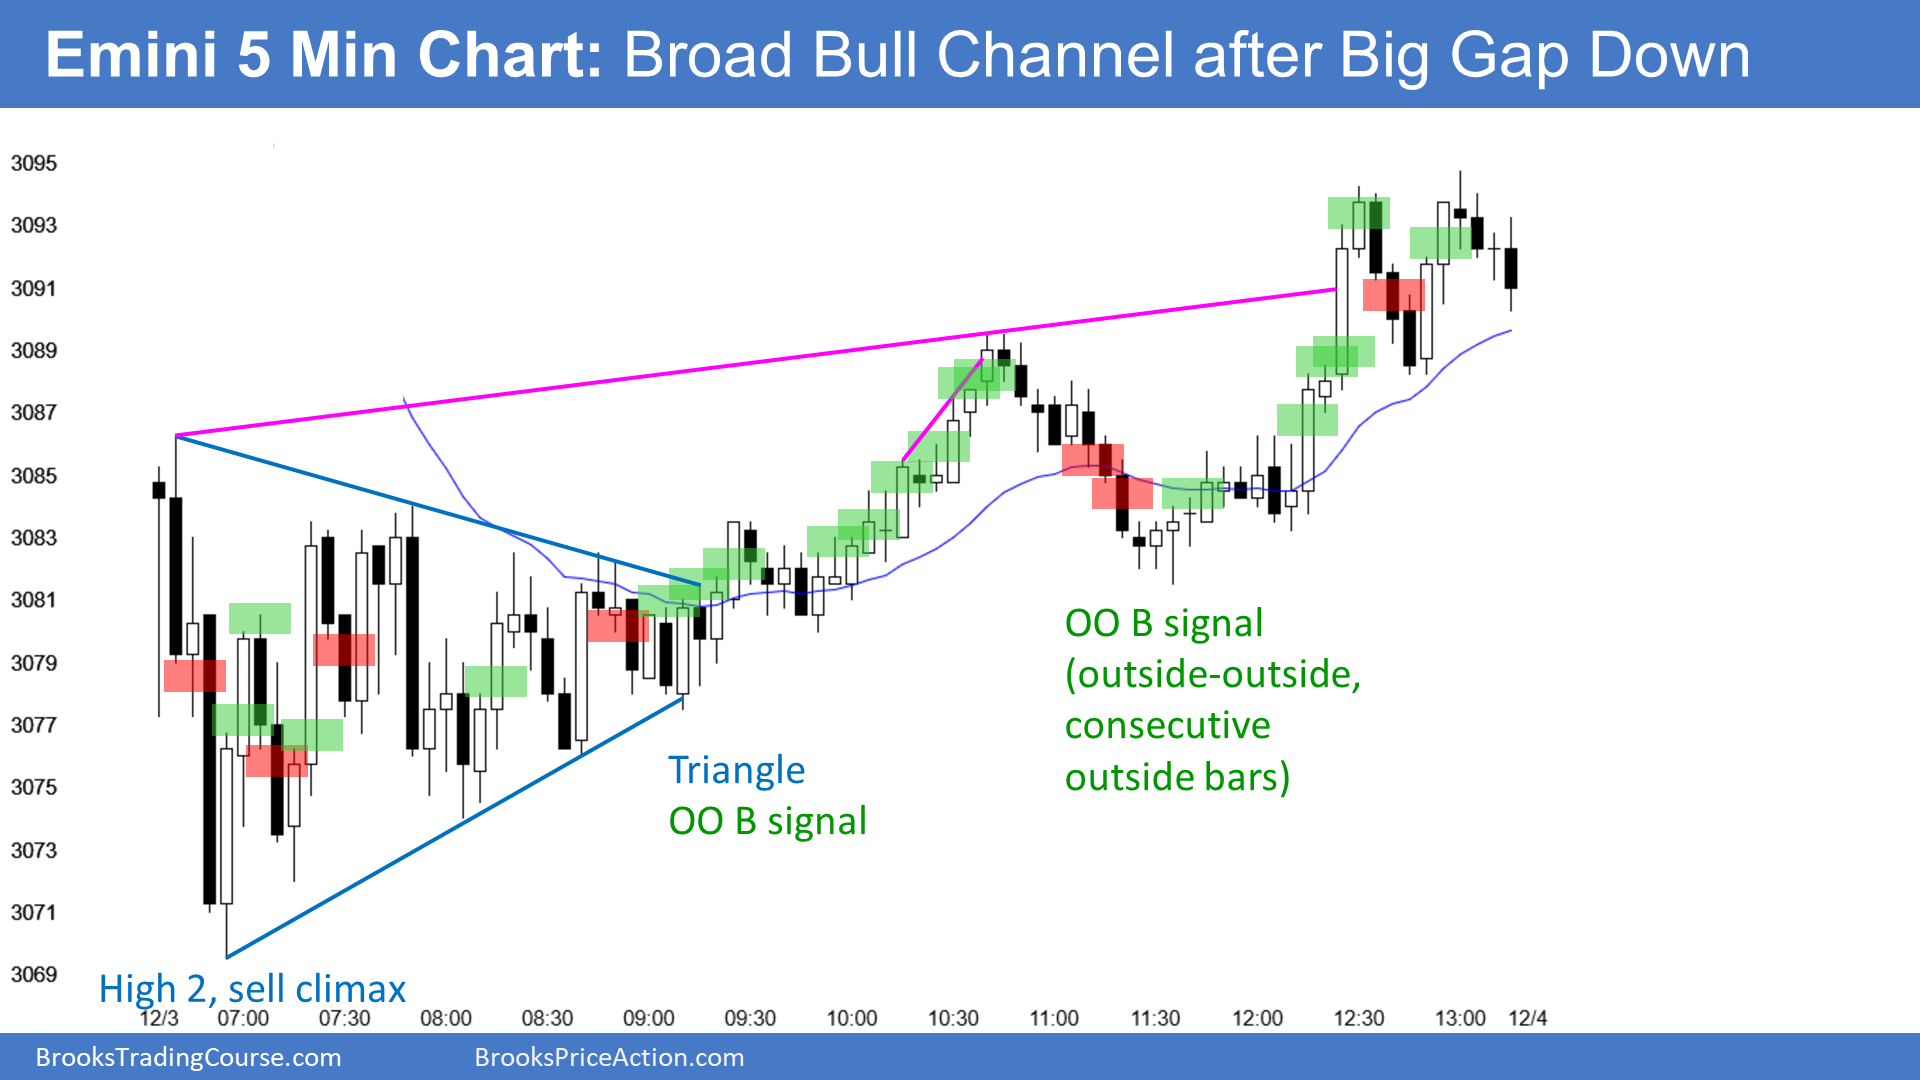 Emini 5 Min Chart: Broad Bull Channel after Big Gap Down
3095
3093
3091
3089
3087
3085
3083
3081
3079
3077
3075
3073
3071
3069
OO B signal
(outside-outside,
consecutive
outside bars)
Triangle
OO B signal
High 2, sell climax
12/3 07:00 07:30 08:00 08:30 09:00 09:30 10:00 10:30 11:00 11:30 12:00 12:30 13:00 12/4
BrooksTradingCourse.com BrooksPriceAction.com